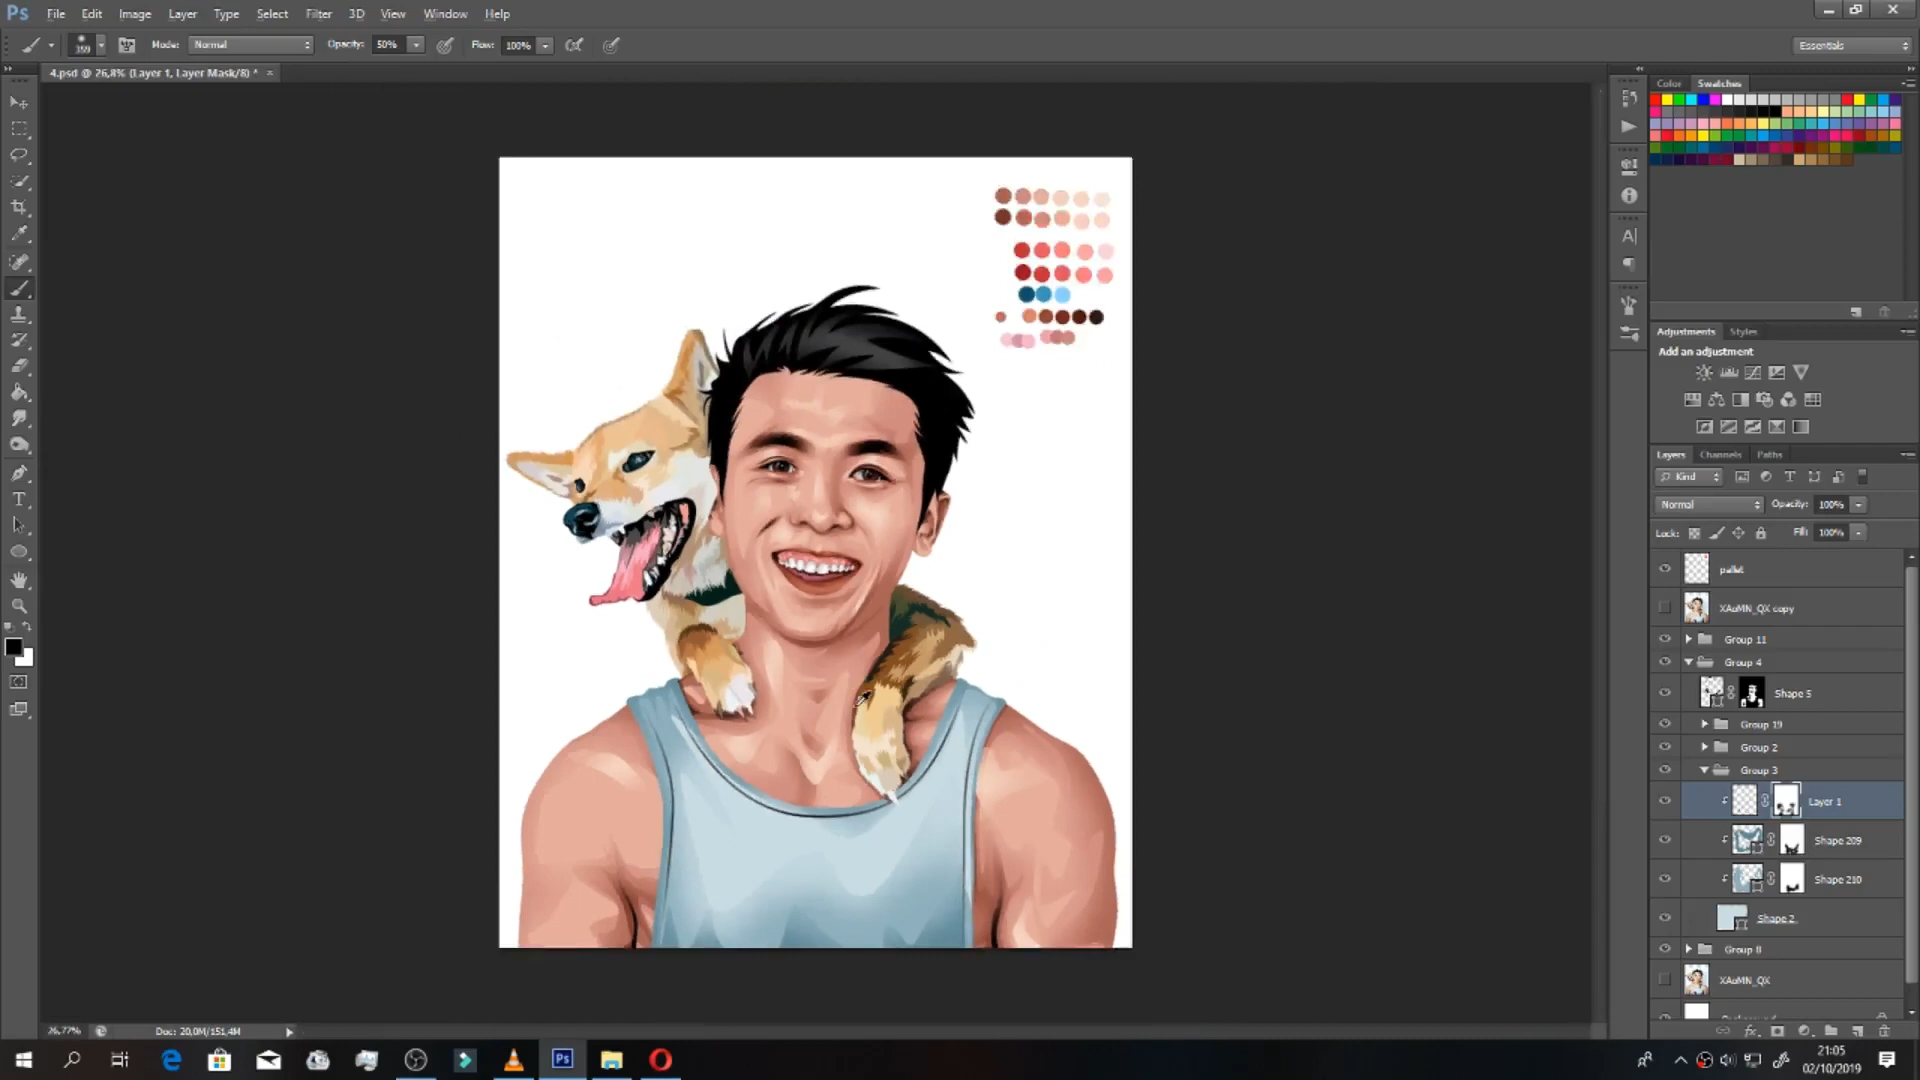 Ps File Edit Image Layer Type Select Filter 3D View Window Help
359 Mode: Normal Opacity: 50% Flow: 100% Essentials
4.psd @ 26,8% (Layer 1, Layer Mask/8) * ×
Color Swatches
Adjustments Styles
Add an adjustment
Layers Channels Paths
Kind
Normal Opacity: 100%
Lock: Fill: 100%
pallet
XAoMN_QX copy
Group 11
Group 4
Shape 5
Group 19
Group 2
Group 3
Layer 1
Shape 209
Shape 210
Shape 2
Group 8
XAoMN_QX
26,77% Doc: 20,0M/151,4M
Ps
21:05
02/10/2019